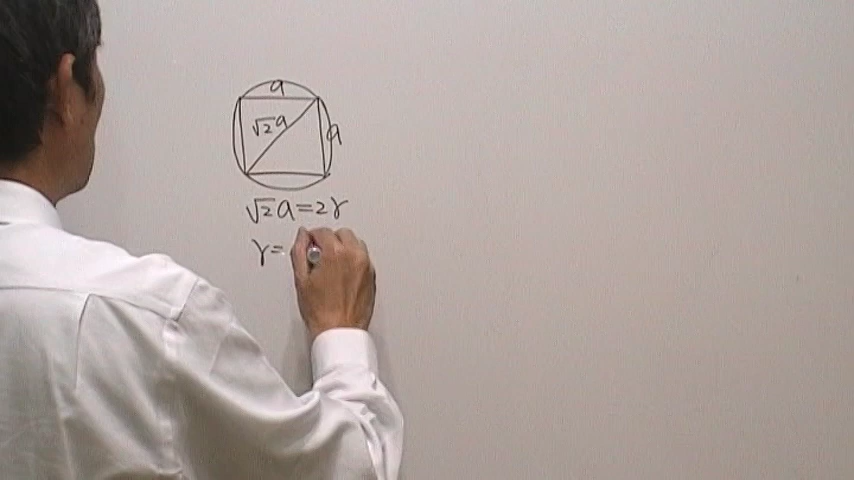 a
√2a
a
√2a=2r
r=